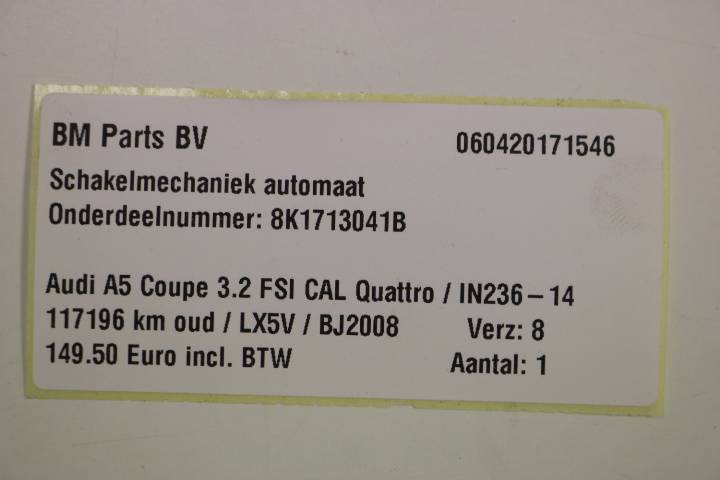 BM Parts BV 060420171546
Schakelmechaniek automaat
Onderdeelnummer: 8K1713041B
Audi A5 Coupe 3.2 FSI CAL Quattro / IN236-14
117196 km oud / LX5V / BJ2008 Verz: 8
149.50 Euro incl. BTW Aantal: 1